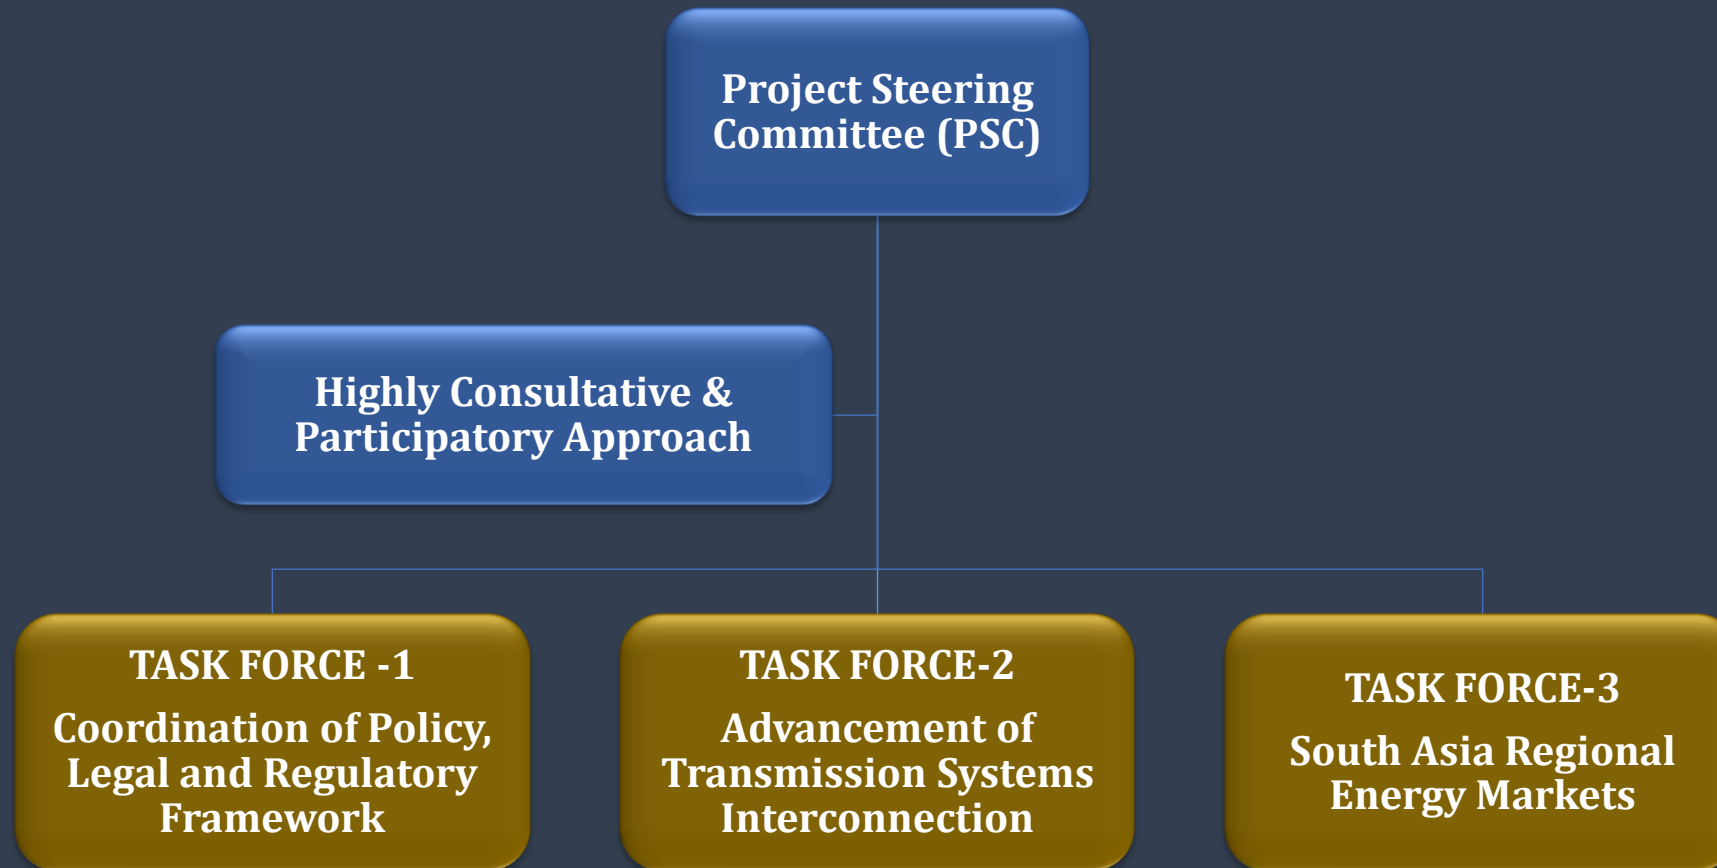 Project Steering
Committee (PSC)
Highly Consultative &
Participatory Approach
TASK FORCE -1
Coordination of Policy,
Legal and Regulatory
Framework
TASK FORCE-2
Advancement of
Transmission Systems
Interconnection
TASK FORCE-3
South Asia Regional
Energy Markets